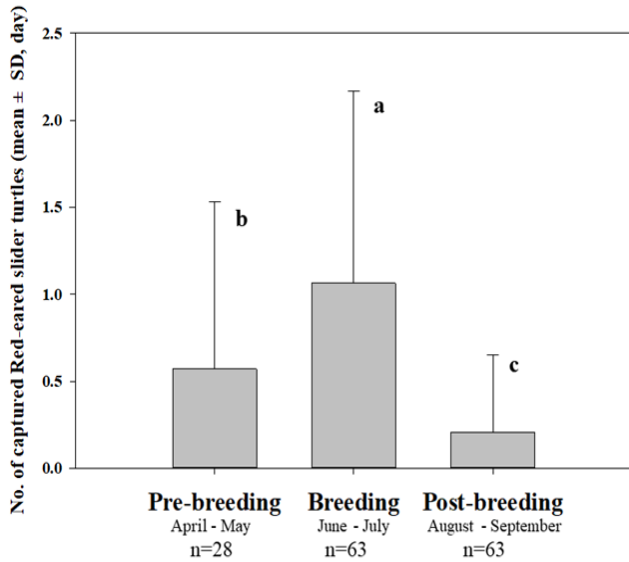 No. of captured Red-eared slider turtles (mean ± SD, day)
2.5
2.0
1.5
1.0
0.5
0.0
b
a
c
Pre-breeding Breeding Post-breeding
April - May June - July August - September
n=28 n=63 n=63